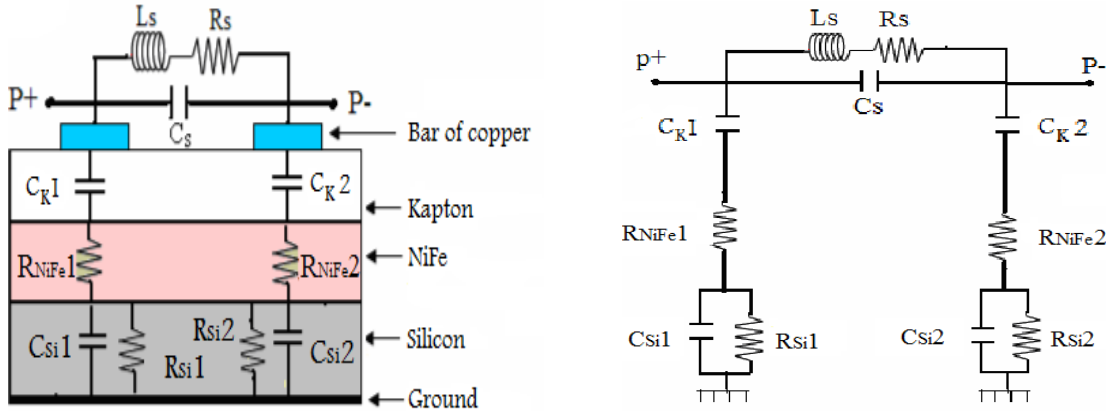 Ls
Rs
P+
P-
Cs
Bar of copper
CK1
CK2
Kapton
RNiFe1
RNiFe2
NiFe
Csi1
Rsi1
Rsi2
Csi2
Silicon
Ground
Ls
Rs
p+
P-
Cs
CK1
CK2
RNiFe1
RNiFe2
Csi1
Rsi1
Csi2
Rsi2